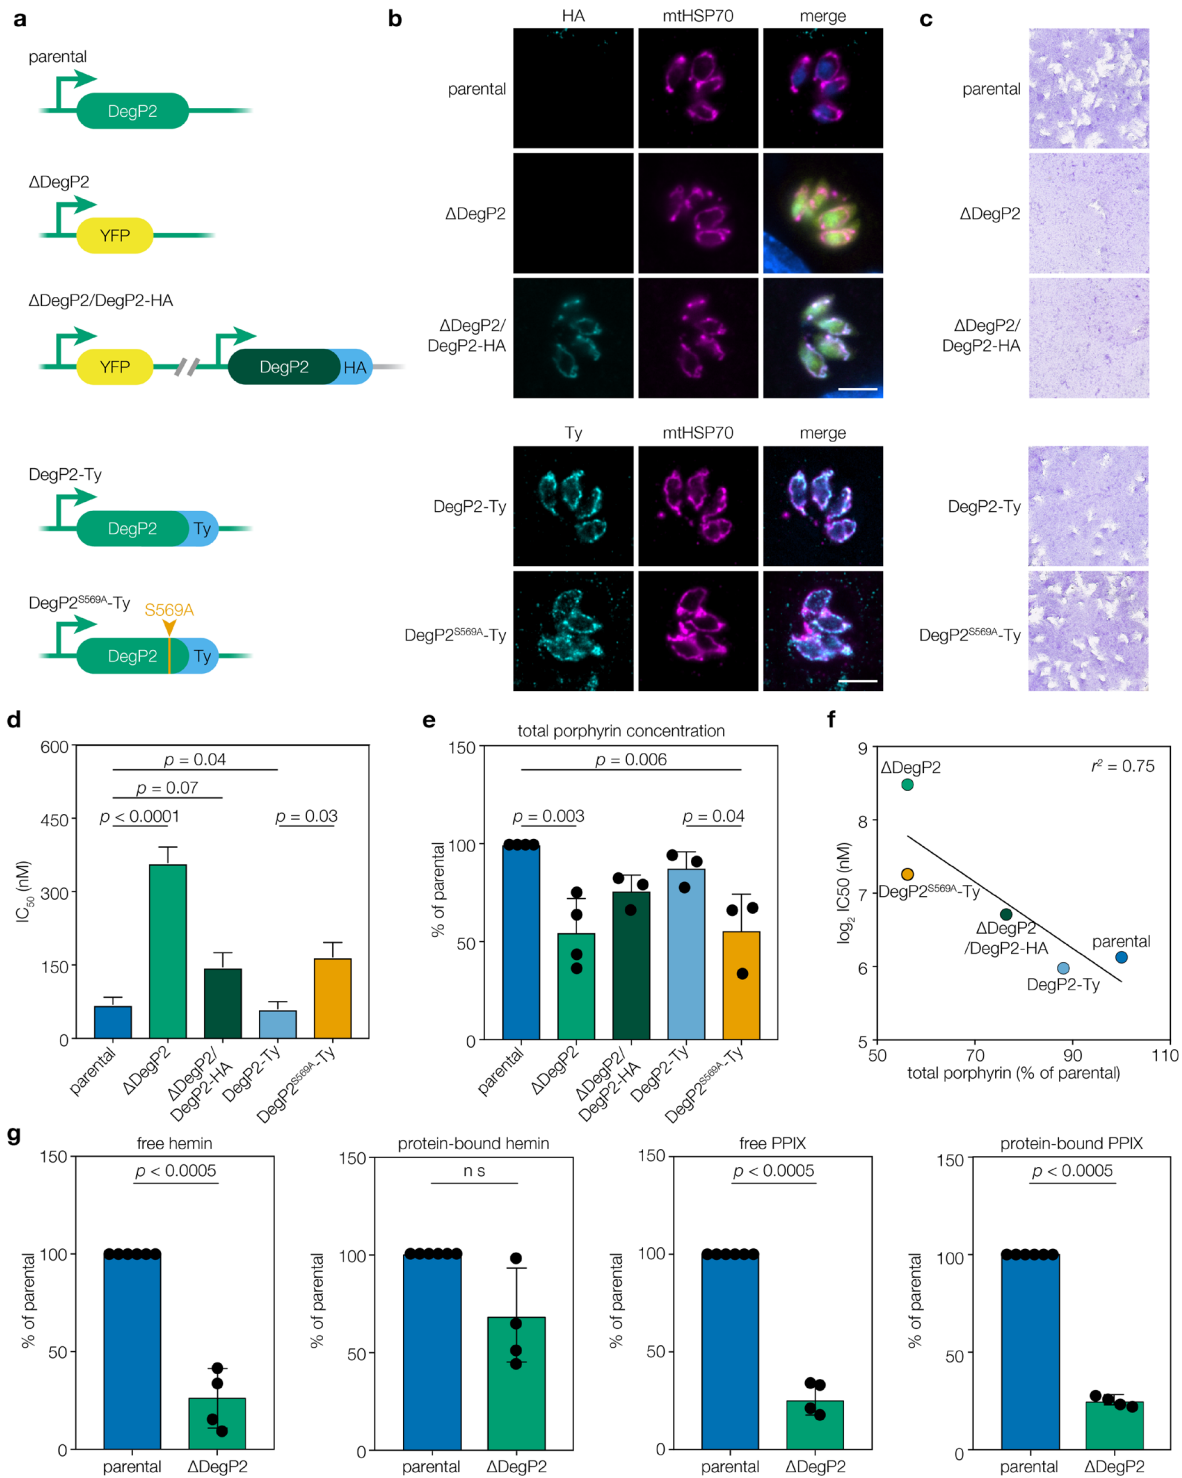 a
parental
DegP2
ΔDegP2
YFP
ΔDegP2/DegP2-HA
YFP
DegP2
HA
DegP2-Ty
DegP2
Ty
DegP2S569A-Ty
S569A
DegP2
Ty
b
HA
mtHSP70
merge
parental
ΔDegP2
ΔDegP2/
DegP2-HA
Ty
mtHSP70
merge
DegP2-Ty
DegP2S569A-Ty
c
parental
ΔDegP2
ΔDegP2/
DegP2-HA
DegP2-Ty
DegP2S569A-Ty
d
600
450
300
150
0
IC50 (nM)
p = 0.04
p = 0.07
p < 0.0001
p = 0.03
parental
ΔDegP2
ΔDegP2/
DegP2-HA
DegP2-Ty
DegP2S569A-Ty
e
total porphyrin concentration
150
100
50
0
% of parental
p = 0.006
p = 0.003
p = 0.04
parental
ΔDegP2
ΔDegP2/
DegP2-HA
DegP2-Ty
DegP2S569A-Ty
f
9
8
7
6
5
log2 IC50 (nM)
r2 = 0.75
ΔDegP2
DegP2S569A-Ty
ΔDegP2
/DegP2-HA
parental
DegP2-Ty
50
70
90
110
total porphyrin (% of parental)
g
free hemin
150
100
50
0
% of parental
p < 0.0005
parental
ΔDegP2
protein-bound hemin
150
100
50
0
% of parental
n s
parental
ΔDegP2
free PPIX
150
100
50
0
% of parental
p < 0.0005
parental
ΔDegP2
protein-bound PPIX
150
100
50
0
% of parental
p < 0.0005
parental
ΔDegP2